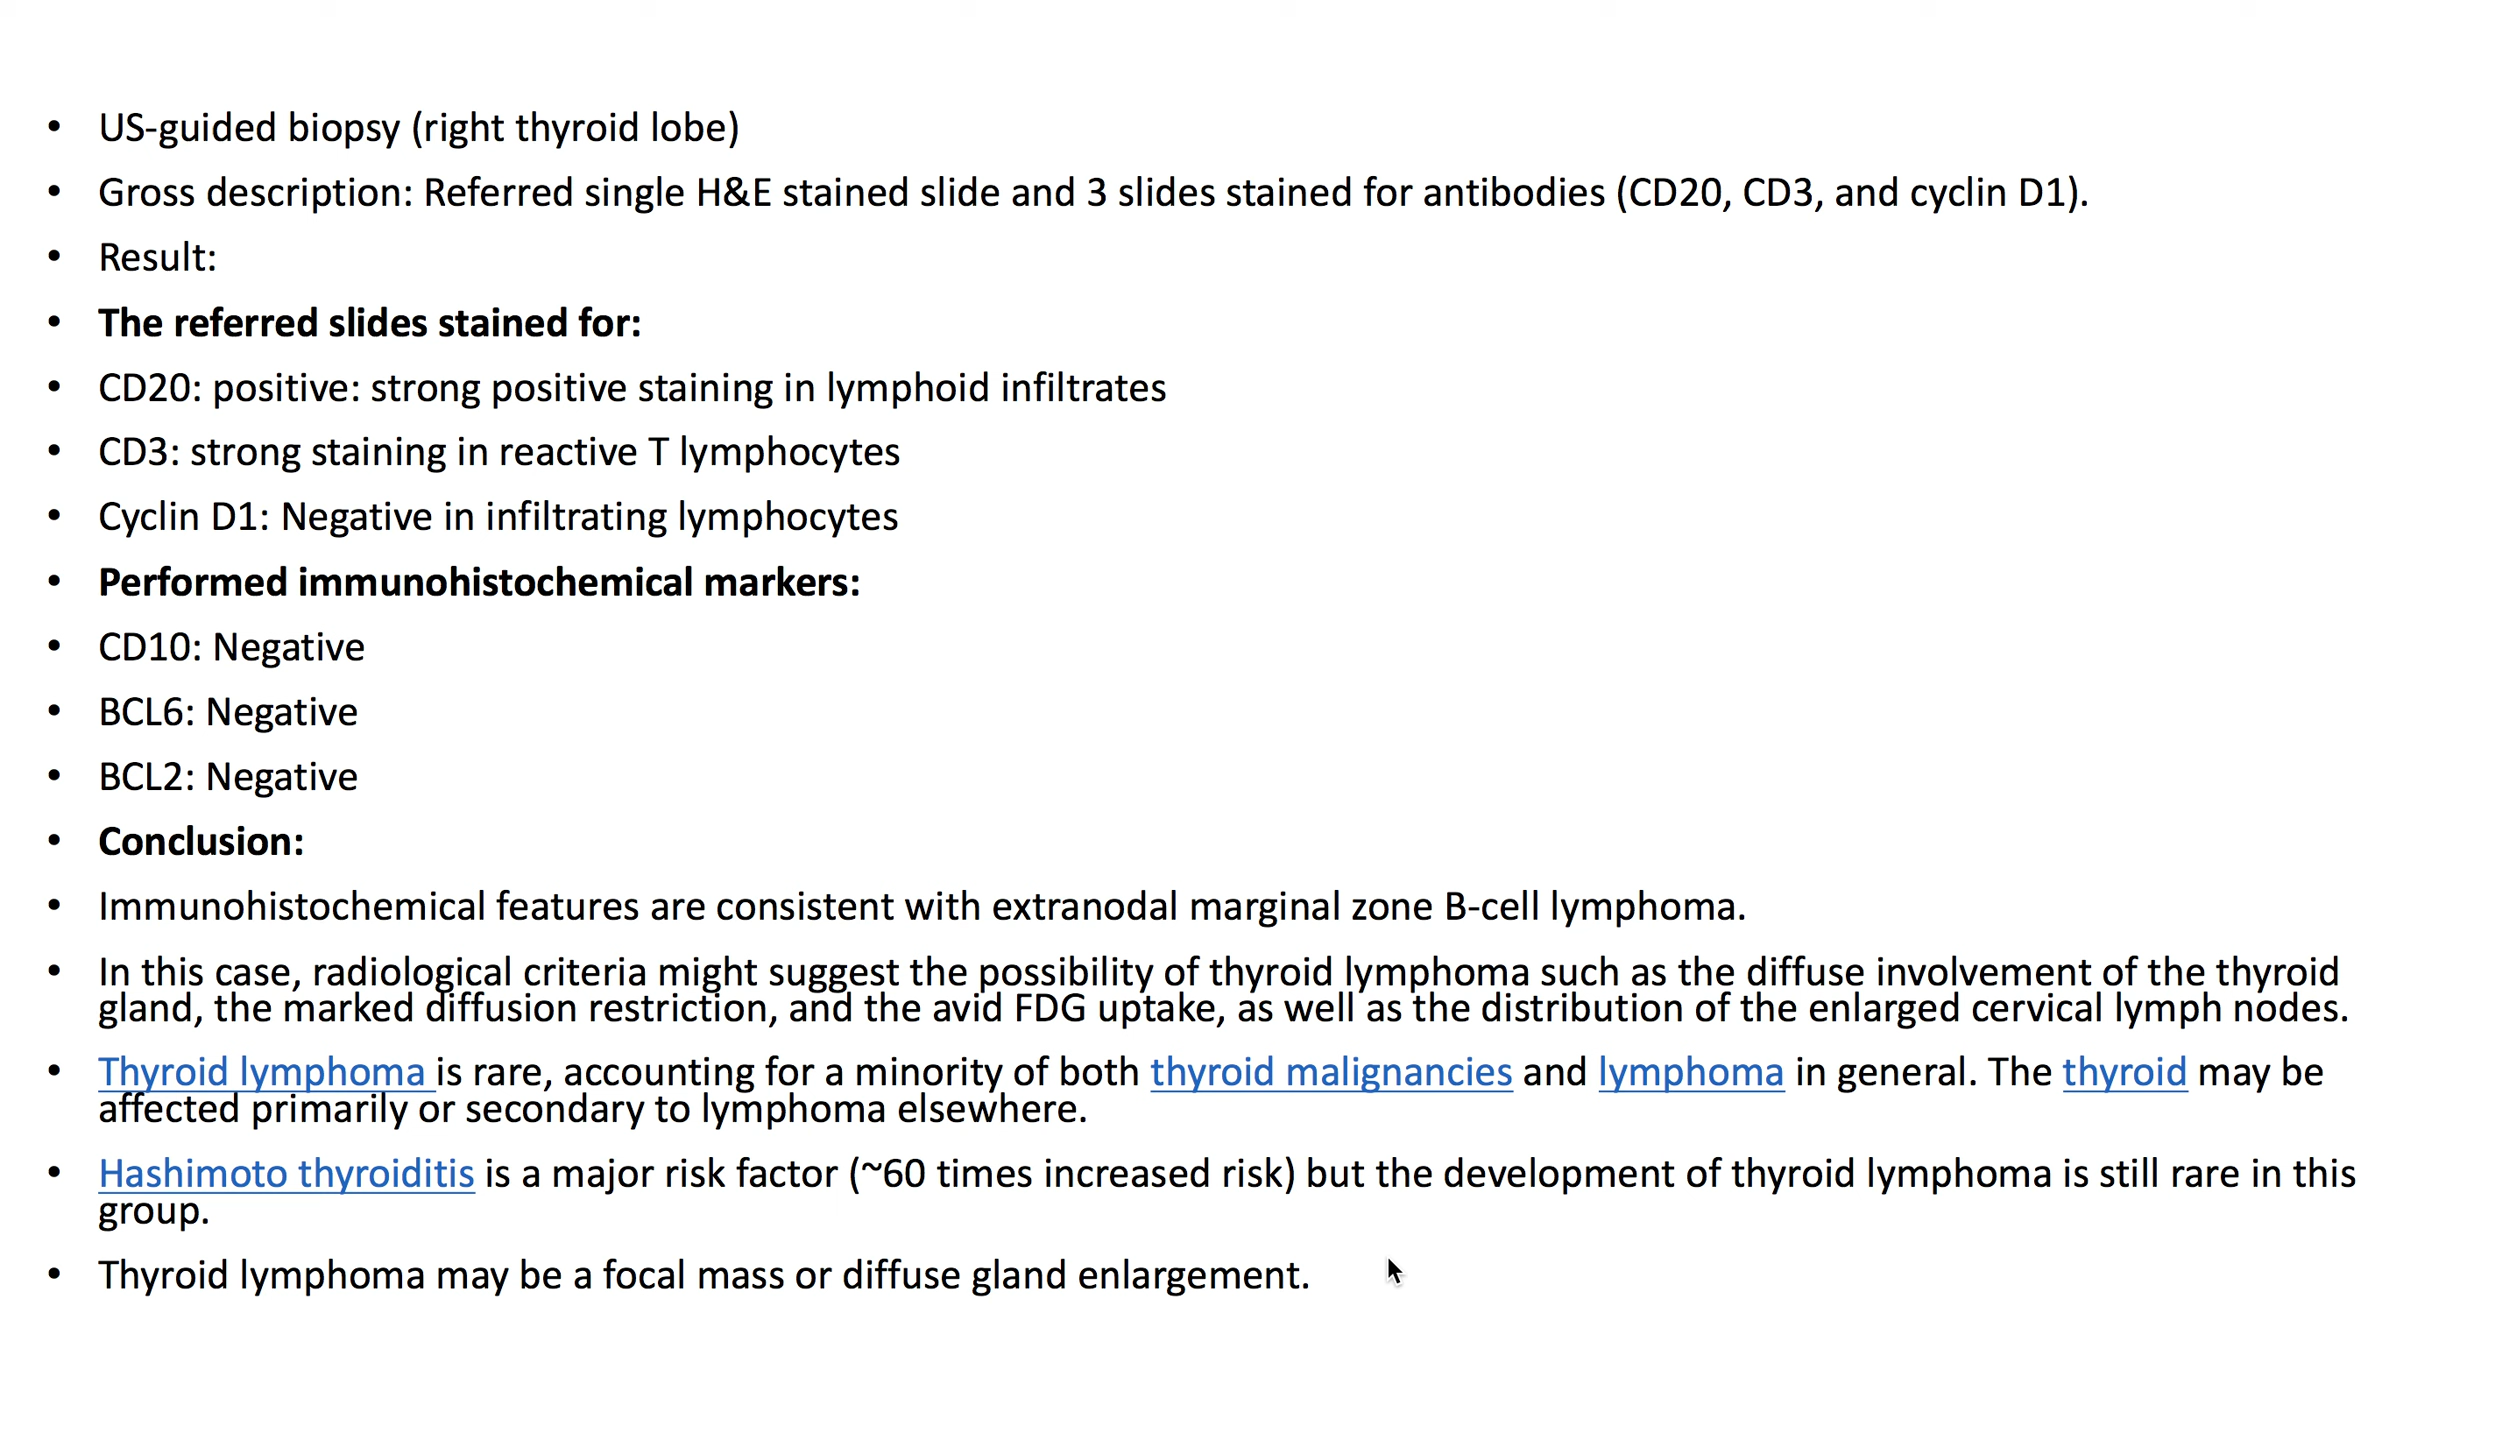 • US-guided biopsy (right thyroid lobe)
• Gross description: Referred single H&E stained slide and 3 slides stained for antibodies (CD20, CD3, and cyclin D1).
• Result:
• The referred slides stained for:
• CD20: positive: strong positive staining in lymphoid infiltrates
• CD3: strong staining in reactive T lymphocytes
• Cyclin D1: Negative in infiltrating lymphocytes
• Performed immunohistochemical markers:
• CD10: Negative
• BCL6: Negative
• BCL2: Negative
• Conclusion:
• Immunohistochemical features are consistent with extranodal marginal zone B-cell lymphoma.
• In this case, radiological criteria might suggest the possibility of thyroid lymphoma such as the diffuse involvement of the thyroid
gland, the marked diffusion restriction, and the avid FDG uptake, as well as the distribution of the enlarged cervical lymph nodes.
• Thyroid lymphoma is rare, accounting for a minority of both thyroid malignancies and lymphoma in general. The thyroid may be
affected primarily or secondary to lymphoma elsewhere.
• Hashimoto thyroiditis is a major risk factor (~60 times increased risk) but the development of thyroid lymphoma is still rare in this
group.
• Thyroid lymphoma may be a focal mass or diffuse gland enlargement.